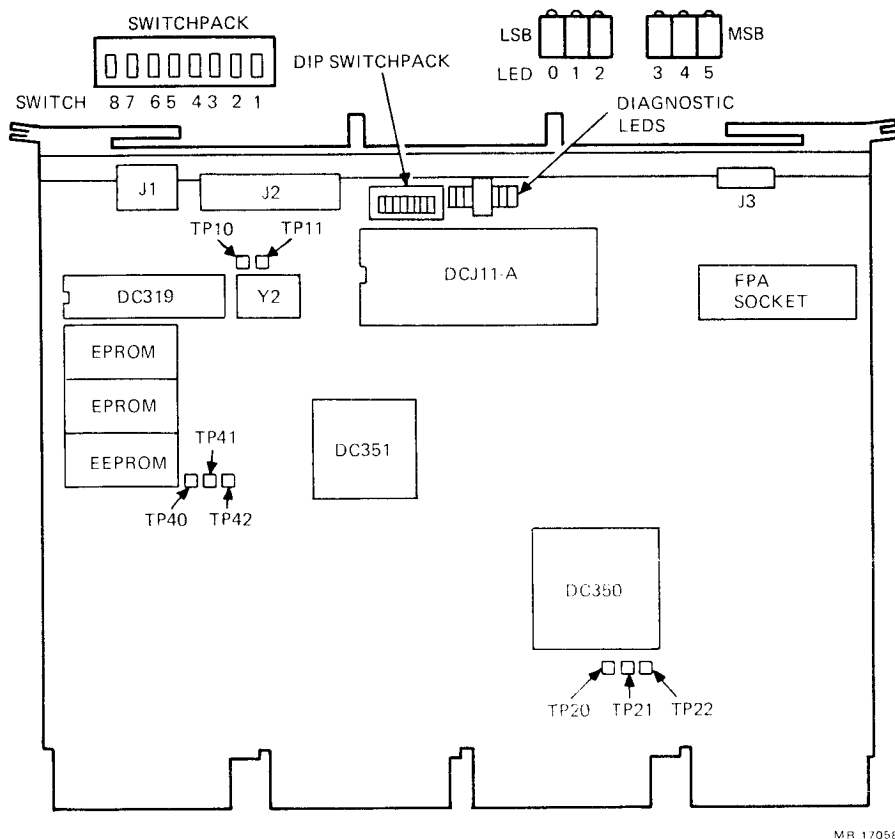 SWITCHPACK
SWITCH 8 7 6 5 4 3 2 1
DIP SWITCHPACK
LSB
MSB
LED 0 1 2 3 4 5
DIAGNOSTIC
LEDS
J1
J2
J3
TP10
TP11
DC319
Y2
DCJ11-A
FPA
SOCKET
EPROM
EPROM
EEPROM
TP41
TP40
TP42
DC351
DC350
TP20
TP21
TP22
MR 17058